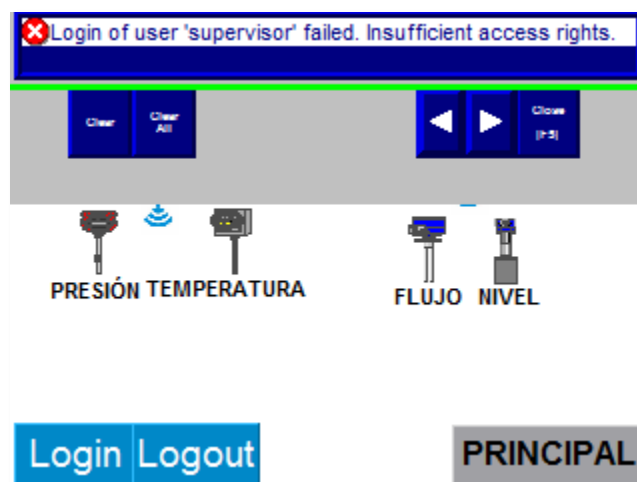 Login of user 'supervisor' failed. Insufficient access rights.
Clear
Clear
All
Close
[F3]
PRESIÓN TEMPERATURA
FLUJO NIVEL
Login Logout
PRINCIPAL